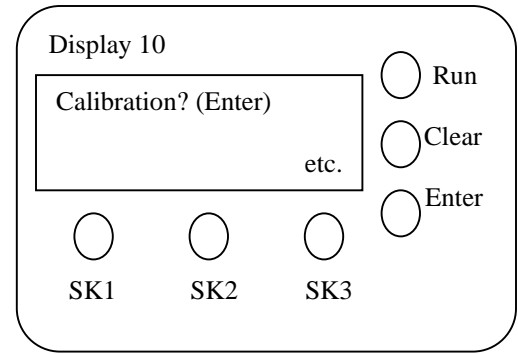 Display 10
Calibration? (Enter)
etc.
Run
Clear
Enter
SK1 SK2 SK3